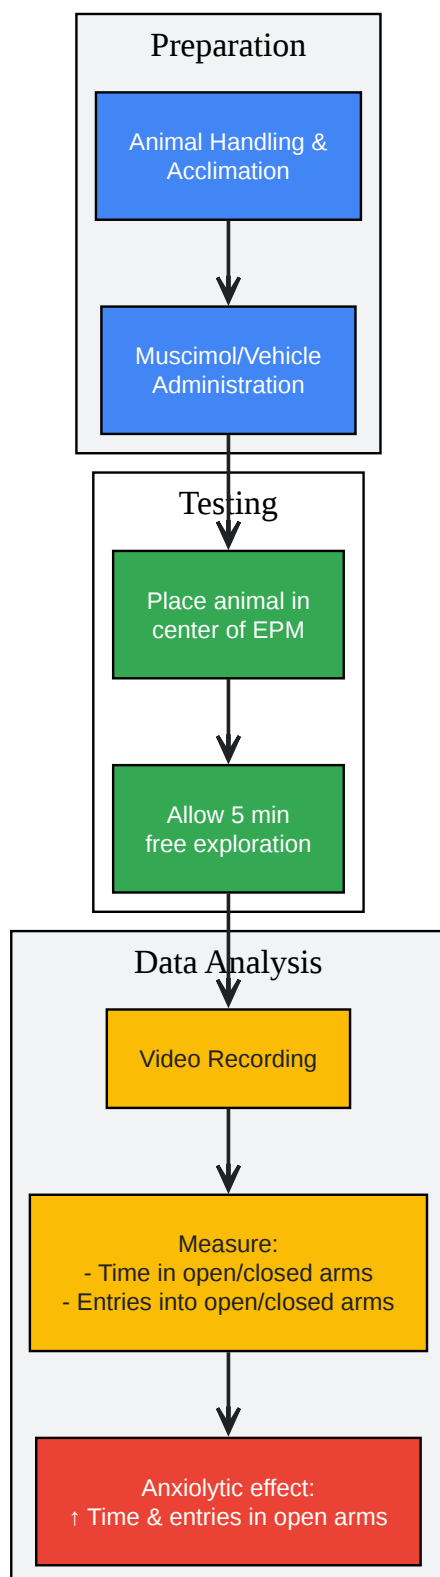 Preparation
Animal Handling &
Acclimation
Muscimol/Vehicle
Administration
Testing
Place animal in
center of EPM
Allow 5 min
free exploration
Data Analysis
Video Recording
Measure:
- Time in open/closed arms
- Entries into open/closed arms
Anxiolytic effect:
↑ Time & entries in open arms